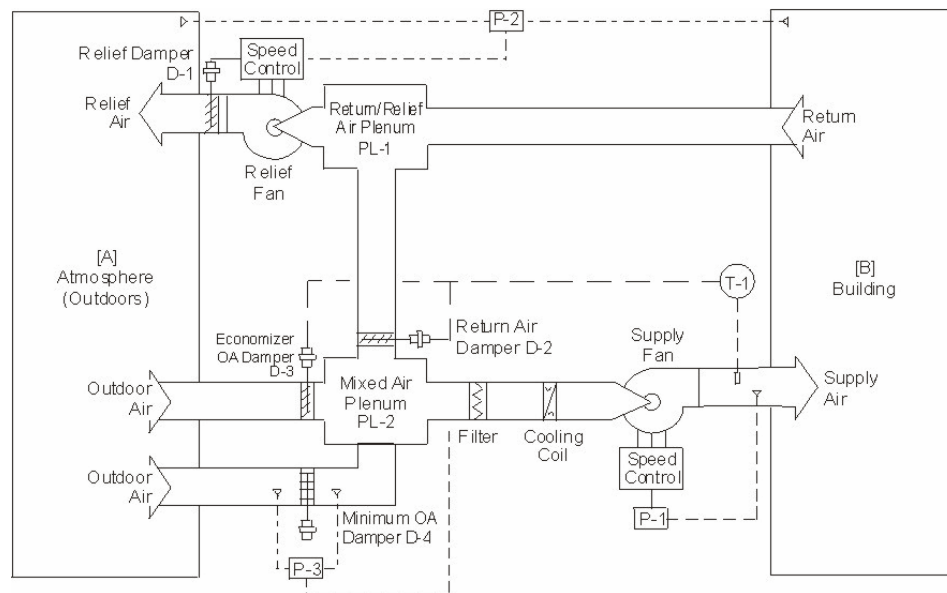 P-2
Relief Damper
D-1
Speed
Control
Relief
Air
Return/Relief
Air Plenum
PL-1
Return
Air
Relief
Fan
[A]
Atmosphere
(Outdoors)
[B]
Building
T-1
Economizer
OA Damper
D-3
Return Air
Damper D-2
Supply
Fan
Outdoor
Air
Mixed Air
Plenum
PL-2
Supply
Air
Filter
Cooling
Coil
Speed
Control
Outdoor
Air
Minimum OA
Damper D-4
P-1
P-3